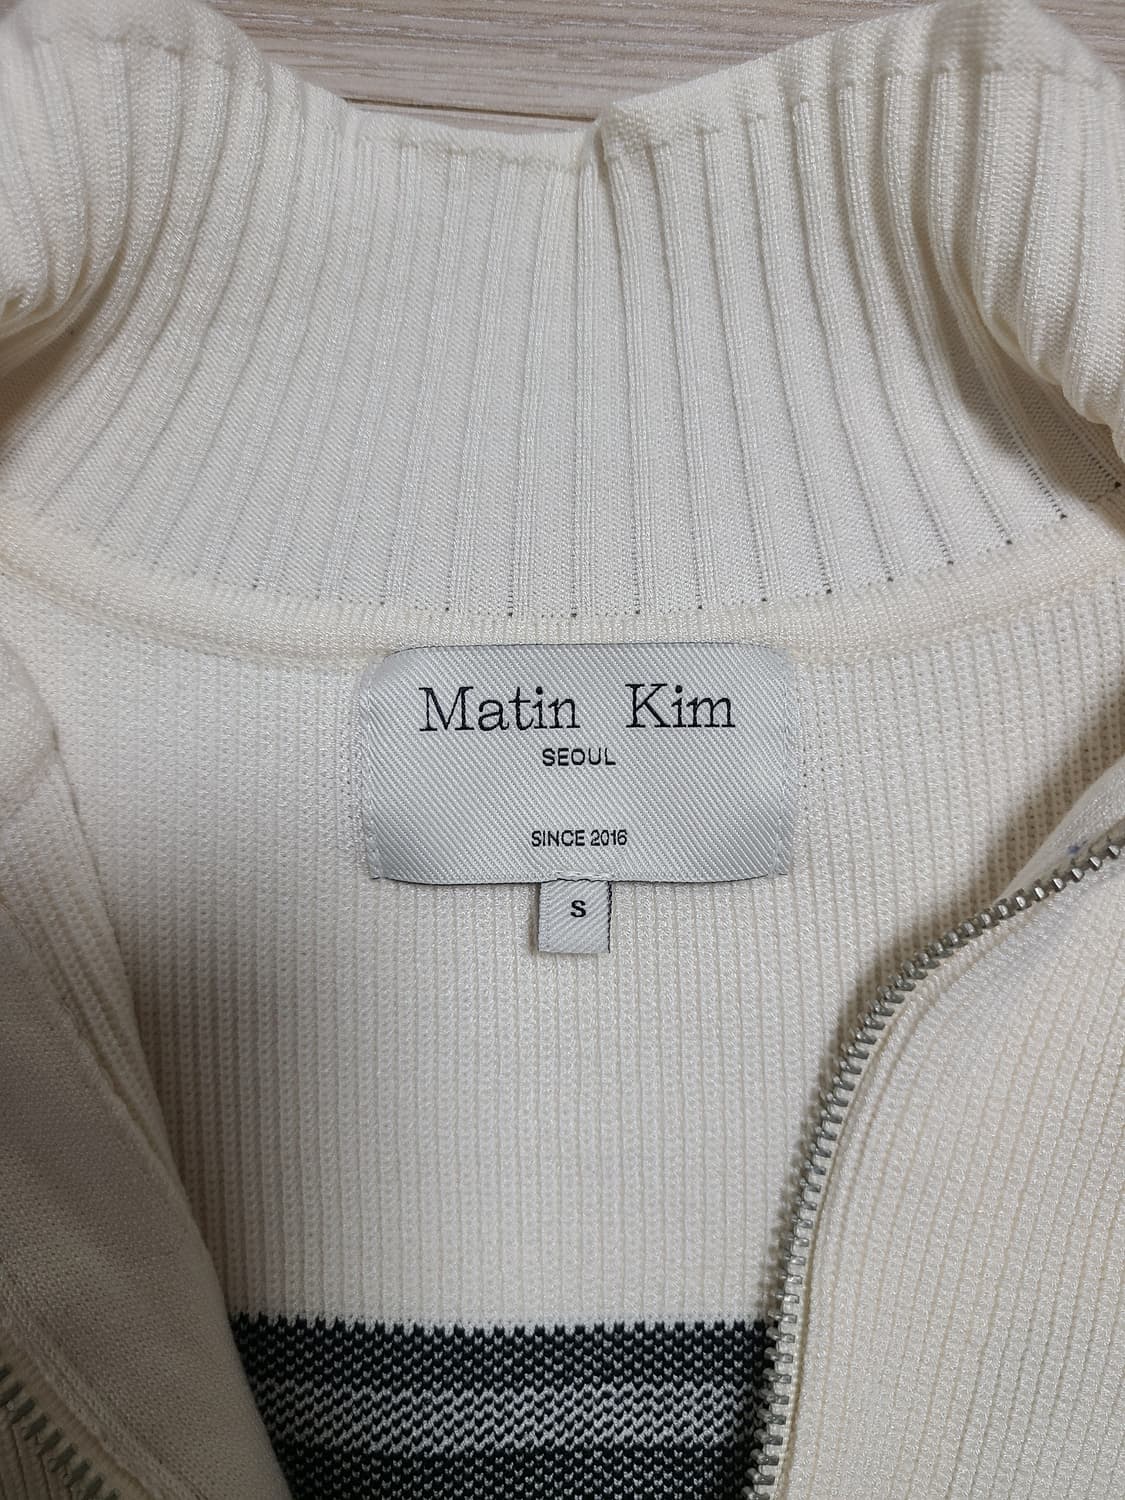 Matin Kim
SEOUL
SINCE 2016
S